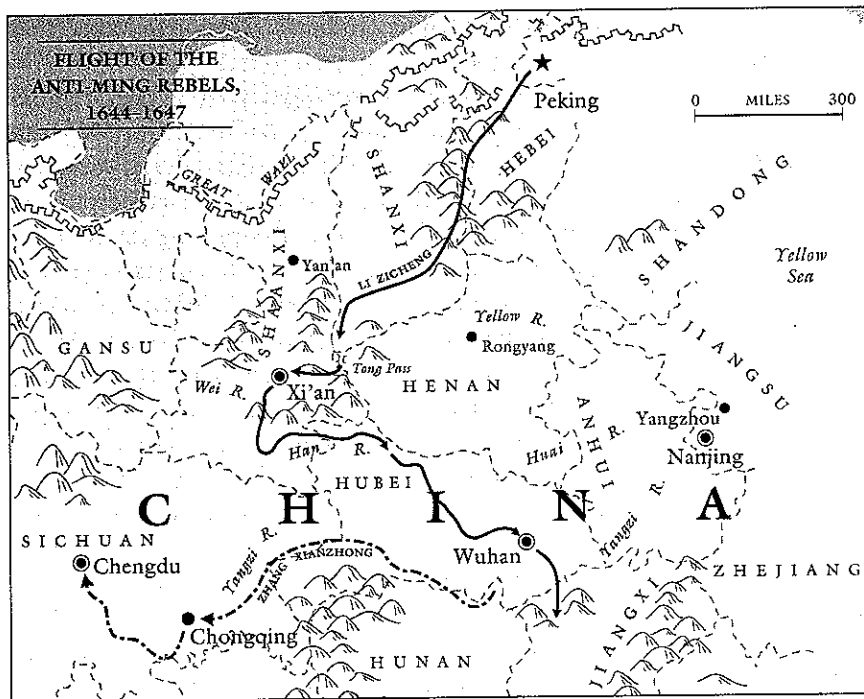 FLIGHT OF THE
ANTI-MING REBELS,
1644–1647
Peking
0 MILES 300
GREAT WALL
SHANXI
HEBEI
SHANDONG
Yellow
Sea
SHAANXI
Yan'an
LI ZICHENG
Yellow R.
Rongyang
GANSU
Wei R.
Xi'an
Tong Pass
HENAN
JIANGSU
Yangzhou
Nanjing
ANHUI
Huai R.
Han R.
HUBEI
CHINA
SICHUAN
Chengdu
Yangzi R.
ZHANG XIANZHONG
Wuhan
Yangzi R.
ZHEJIANG
Chongqing
HUNAN
JIANGXI